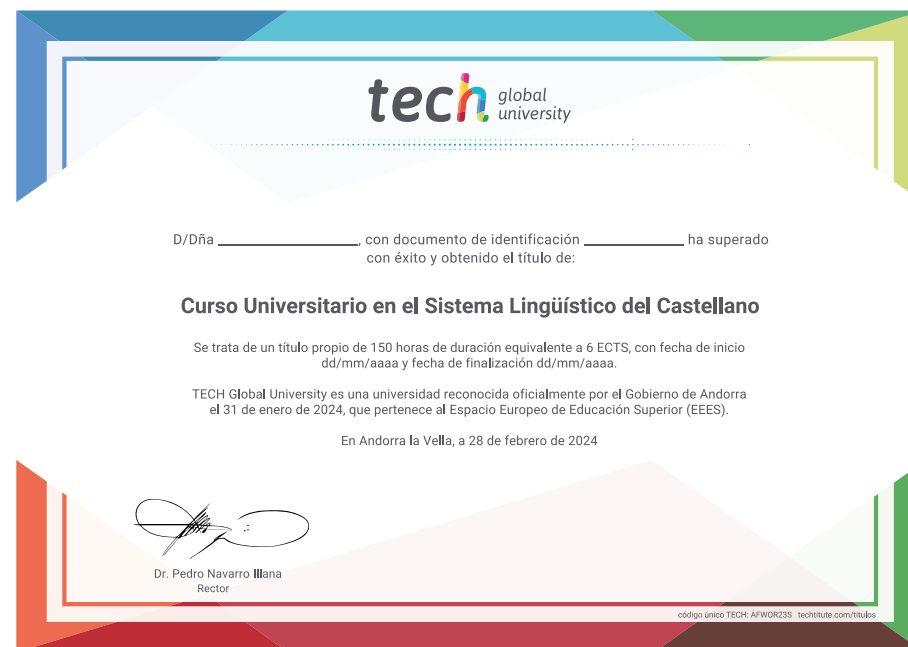 tech global university
D/Dña ____________________, con documento de identificación ______________ ha superado
con éxito y obtenido el título de:
Curso Universitario en el Sistema Lingüístico del Castellano
Se trata de un título propio de 150 horas de duración equivalente a 6 ECTS, con fecha de inicio
dd/mm/aaaa y fecha de finalización dd/mm/aaaa.
TECH Global University es una universidad reconocida oficialmente por el Gobierno de Andorra
el 31 de enero de 2024, que pertenece al Espacio Europeo de Educación Superior (EEES).
En Andorra la Vella, a 28 de febrero de 2024
Dr. Pedro Navarro Illana
Rector
código único TECH: AFWOR23S techtitute.com/titulos